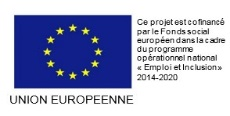 Ce projet est cofinancé
par le Fonds social
européen dans la cadre
du programme
opérationnel national
« Emploi et Inclusion»
2014-2020
UNION EUROPEENNE